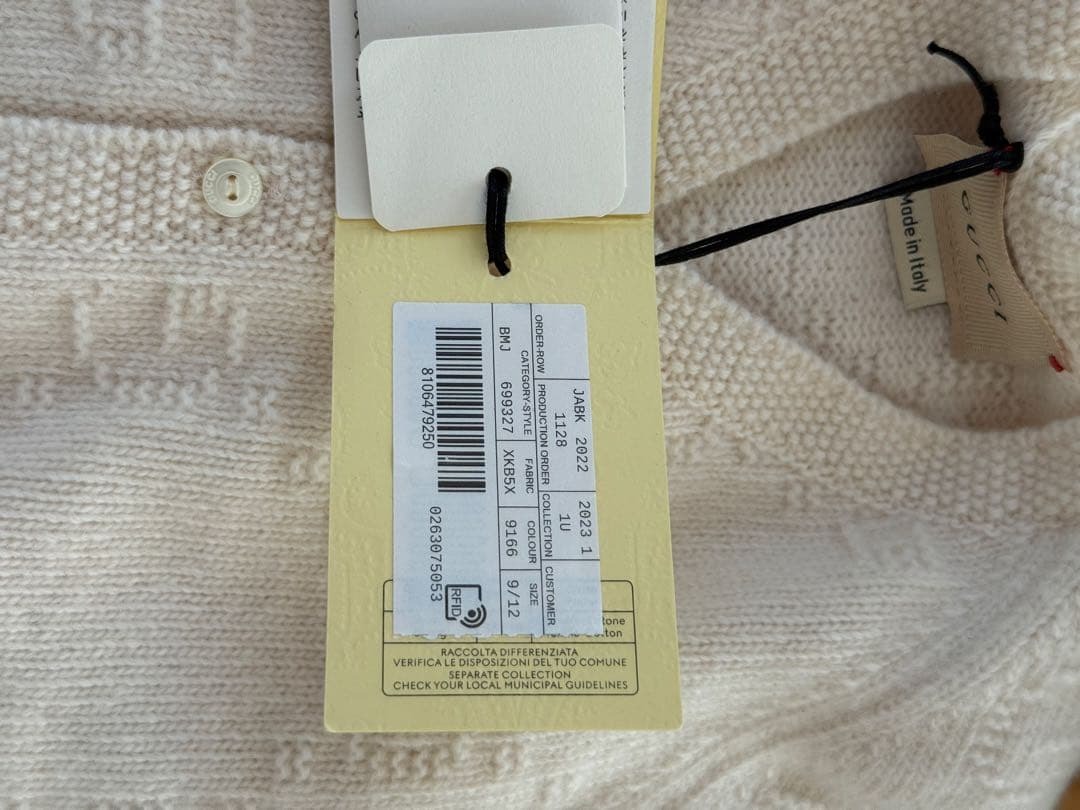 GUCCI
Made in Italy
JABK 2022
2023 1
1128
1U
ORDER-ROW
PRODUCTION ORDER
COLLECTION
CUSTOMER
CATEGORY-STYLE
FABRIC
COLOUR
SIZE
BMJ 699327
XKB5X
9166
9/12
8106479250
0263075053
RFID
RACCOLTA DIFFERENZIATA
VERIFICA LE DISPOSIZIONI DEL TUO COMUNE
SEPARATE COLLECTION
CHECK YOUR LOCAL MUNICIPAL GUIDELINES